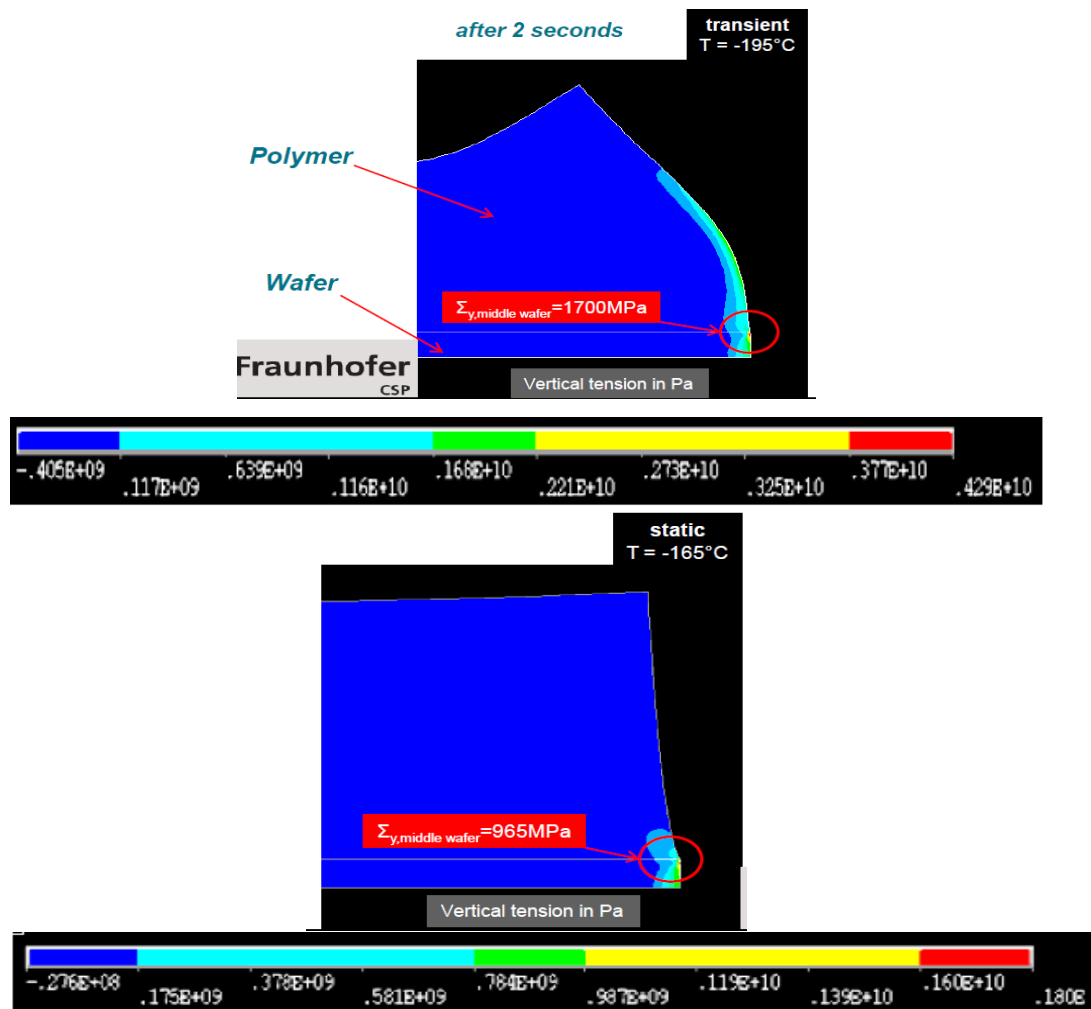 after 2 seconds
transient
T = -195°C
Polymer
Wafer
Σy,middle wafer=1700MPa
Fraunhofer
CSP
Vertical tension in Pa
-.405E+09 .639E+09 .168E+10 .273E+10 .377E+10
.117E+09 .116E+10 .221E+10 .325E+10 .429E+10
static
T = -165°C
Σy,middle wafer=965MPa
Vertical tension in Pa
-.276E+08 .378E+09 .784E+09 .119E+10 .160E+10
.175E+09 .581E+09 .987E+09 .139E+10 .180E